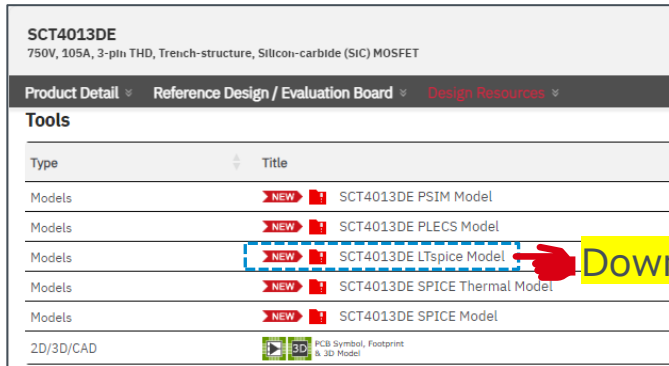 SCT4013DE
750V, 105A, 3-pin THD, Trench-structure, Silicon-carbide (SiC) MOSFET
Product Detail Reference Design / Evaluation Board Design Resources
Tools
Type Title
Models NEW SCT4013DE PSIM Model
Models NEW SCT4013DE PLECS Model
Models NEW SCT4013DE LTspice Model Down
Models NEW SCT4013DE SPICE Thermal Model
Models NEW SCT4013DE SPICE Model
2D/3D/CAD 3D PCB Symbol, Footprint
& 3D Model